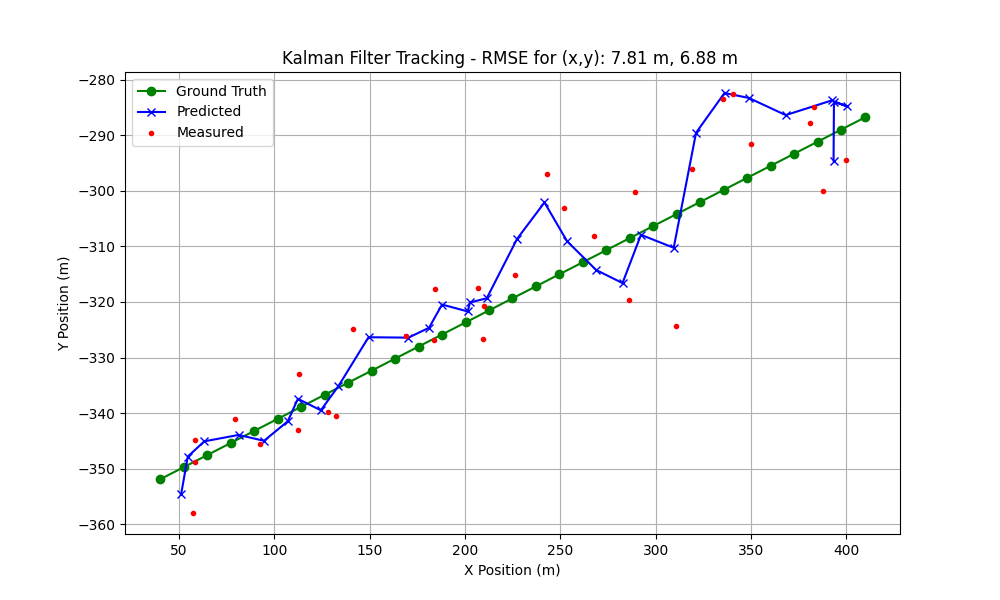 Kalman Filter Tracking - RMSE for (x,y): 7.81 m, 6.88 m
Ground Truth
Predicted
Measured
−280
−290
−300
−310
−320
−330
−340
−350
−360
Y Position (m)
50 100 150 200 250 300 350 400
X Position (m)